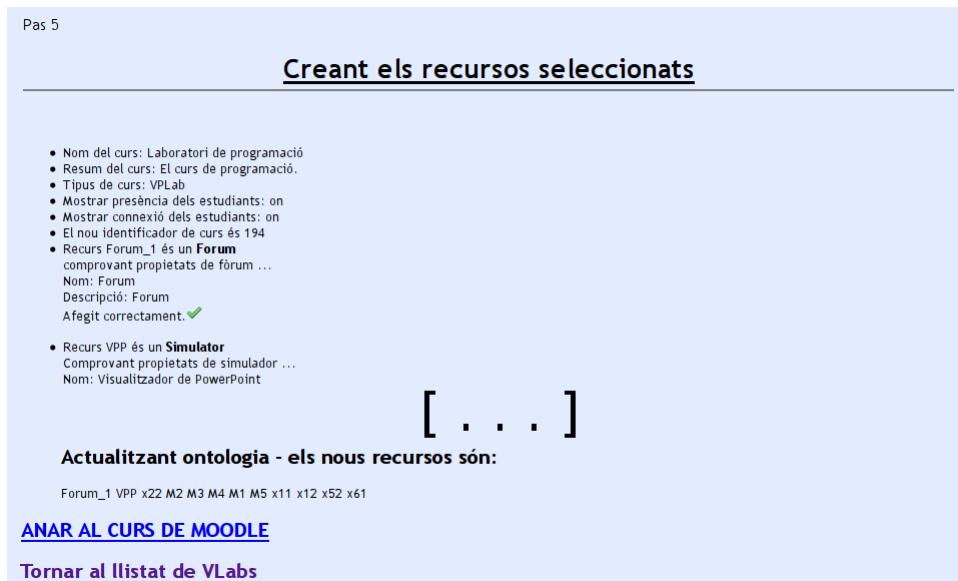 Pas 5
Creant els recursos seleccionats
Nom del curs: Laboratori de programació
Resum del curs: El curs de programació.
Tipus de curs: VPLab
Mostrar presència dels estudiants: on
Mostrar connexió dels estudiants: on
El nou identificador de curs és 194
Recurs Forum_1 és un Forum
comprovant propietats de fòrum ...
Nom: Forum
Descripció: Forum
Afegit correctament.
Recurs VPP és un Simulator
Comprovant propietats de simulador ...
Nom: Visualitzador de PowerPoint
[ . . . ]
Actualitzant ontologia - els nous recursos són:
Forum_1 VPP x22 M2 M3 M4 M1 M5 x11 x12 x52 x61
ANAR AL CURS DE MOODLE
Tornar al llistat de VLabs